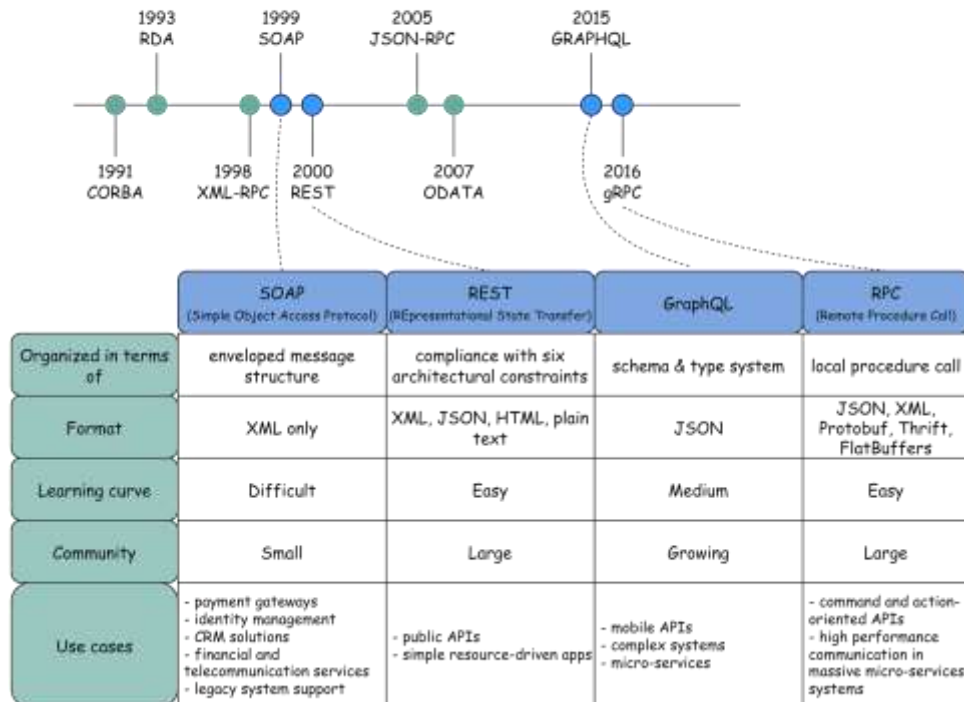 1993
RDA
1999
SOAP
2005
JSON-RPC
2015
GRAPHQL
1991
CORBA
1998
XML-RPC
2000
REST
2007
ODATA
2016
gRPC
SOAP
(Simple Object Access Protocol)
REST
(REpresentational State Transfer)
GraphQL
RPC
(Remote Procedure Call)
Organized in terms
of
enveloped message
structure
compliance with six
architectural constraints
schema & type system
local procedure call
Format
XML only
XML, JSON, HTML, plain
text
JSON
JSON, XML,
Protobuf, Thrift,
FlatBuffers
Learning curve
Difficult
Easy
Medium
Easy
Community
Small
Large
Growing
Large
Use cases
- payment gateways
- identity management
- CRM solutions
- financial and
telecommunication services
- legacy system support
- public APIs
- simple resource-driven apps
- mobile APIs
- complex systems
- micro-services
- command and action-
oriented APIs
- high performance
communication in
massive micro-services
systems